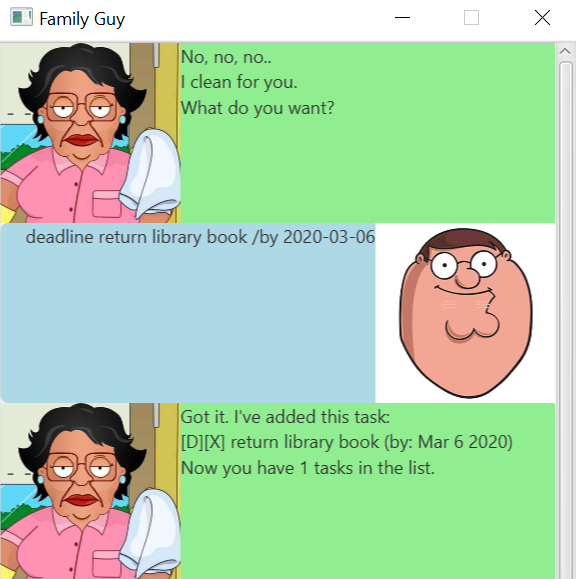 Family Guy
No, no, no..
I clean for you.
What do you want?
deadline return library book /by 2020-03-06
Got it. I've added this task:
[D][X] return library book (by: Mar 6 2020)
Now you have 1 tasks in the list.